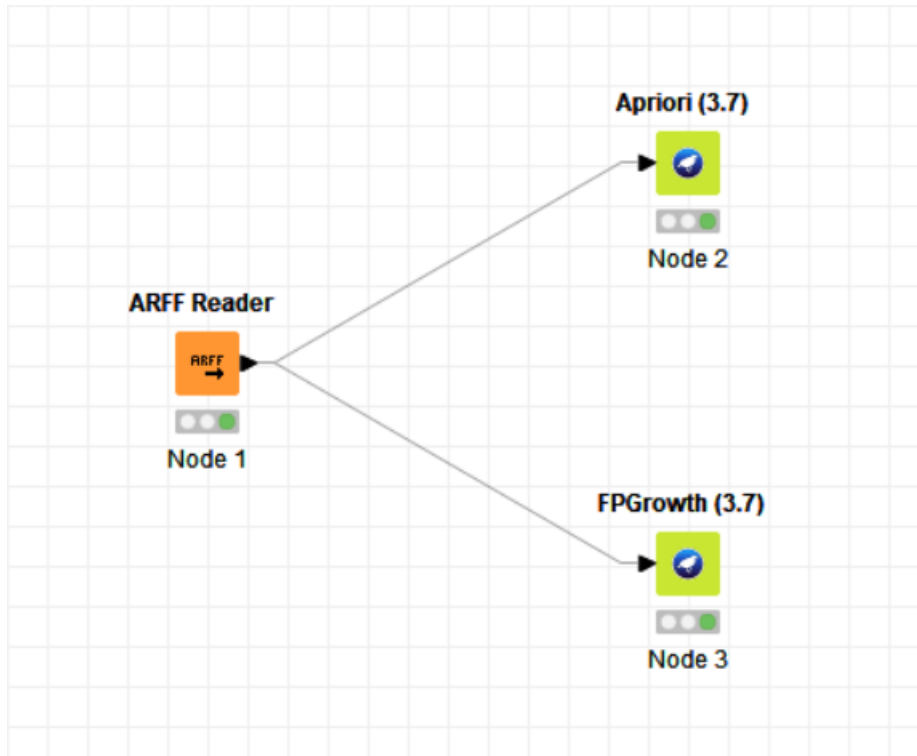 Apriori (3.7)
Node 2
ARFF Reader
ARFF
Node 1
FPGrowth (3.7)
Node 3